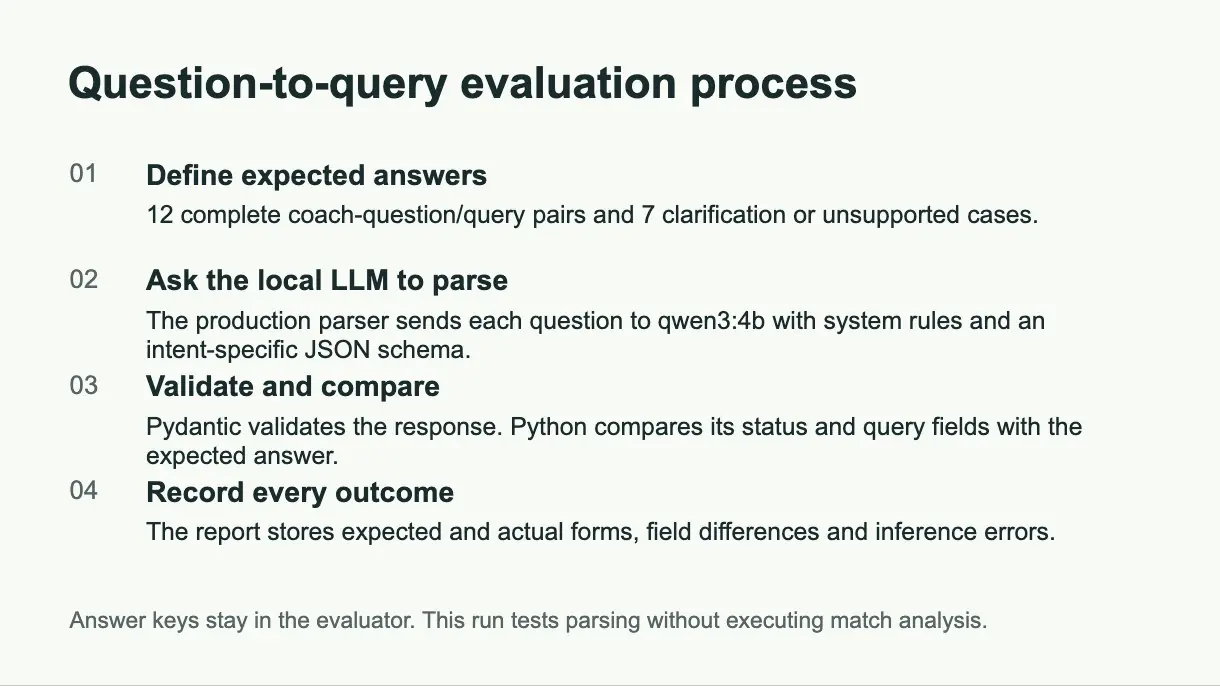 Question-to-query evaluation process
01
Define expected answers
12 complete coach-question/query pairs and 7 clarification or unsupported cases.
02
Ask the local LLM to parse
The production parser sends each question to qwen3:4b with system rules and an
intent-specific JSON schema.
03
Validate and compare
Pydantic validates the response. Python compares its status and query fields with the
expected answer.
04
Record every outcome
The report stores expected and actual forms, field differences and inference errors.
Answer keys stay in the evaluator. This run tests parsing without executing match analysis.